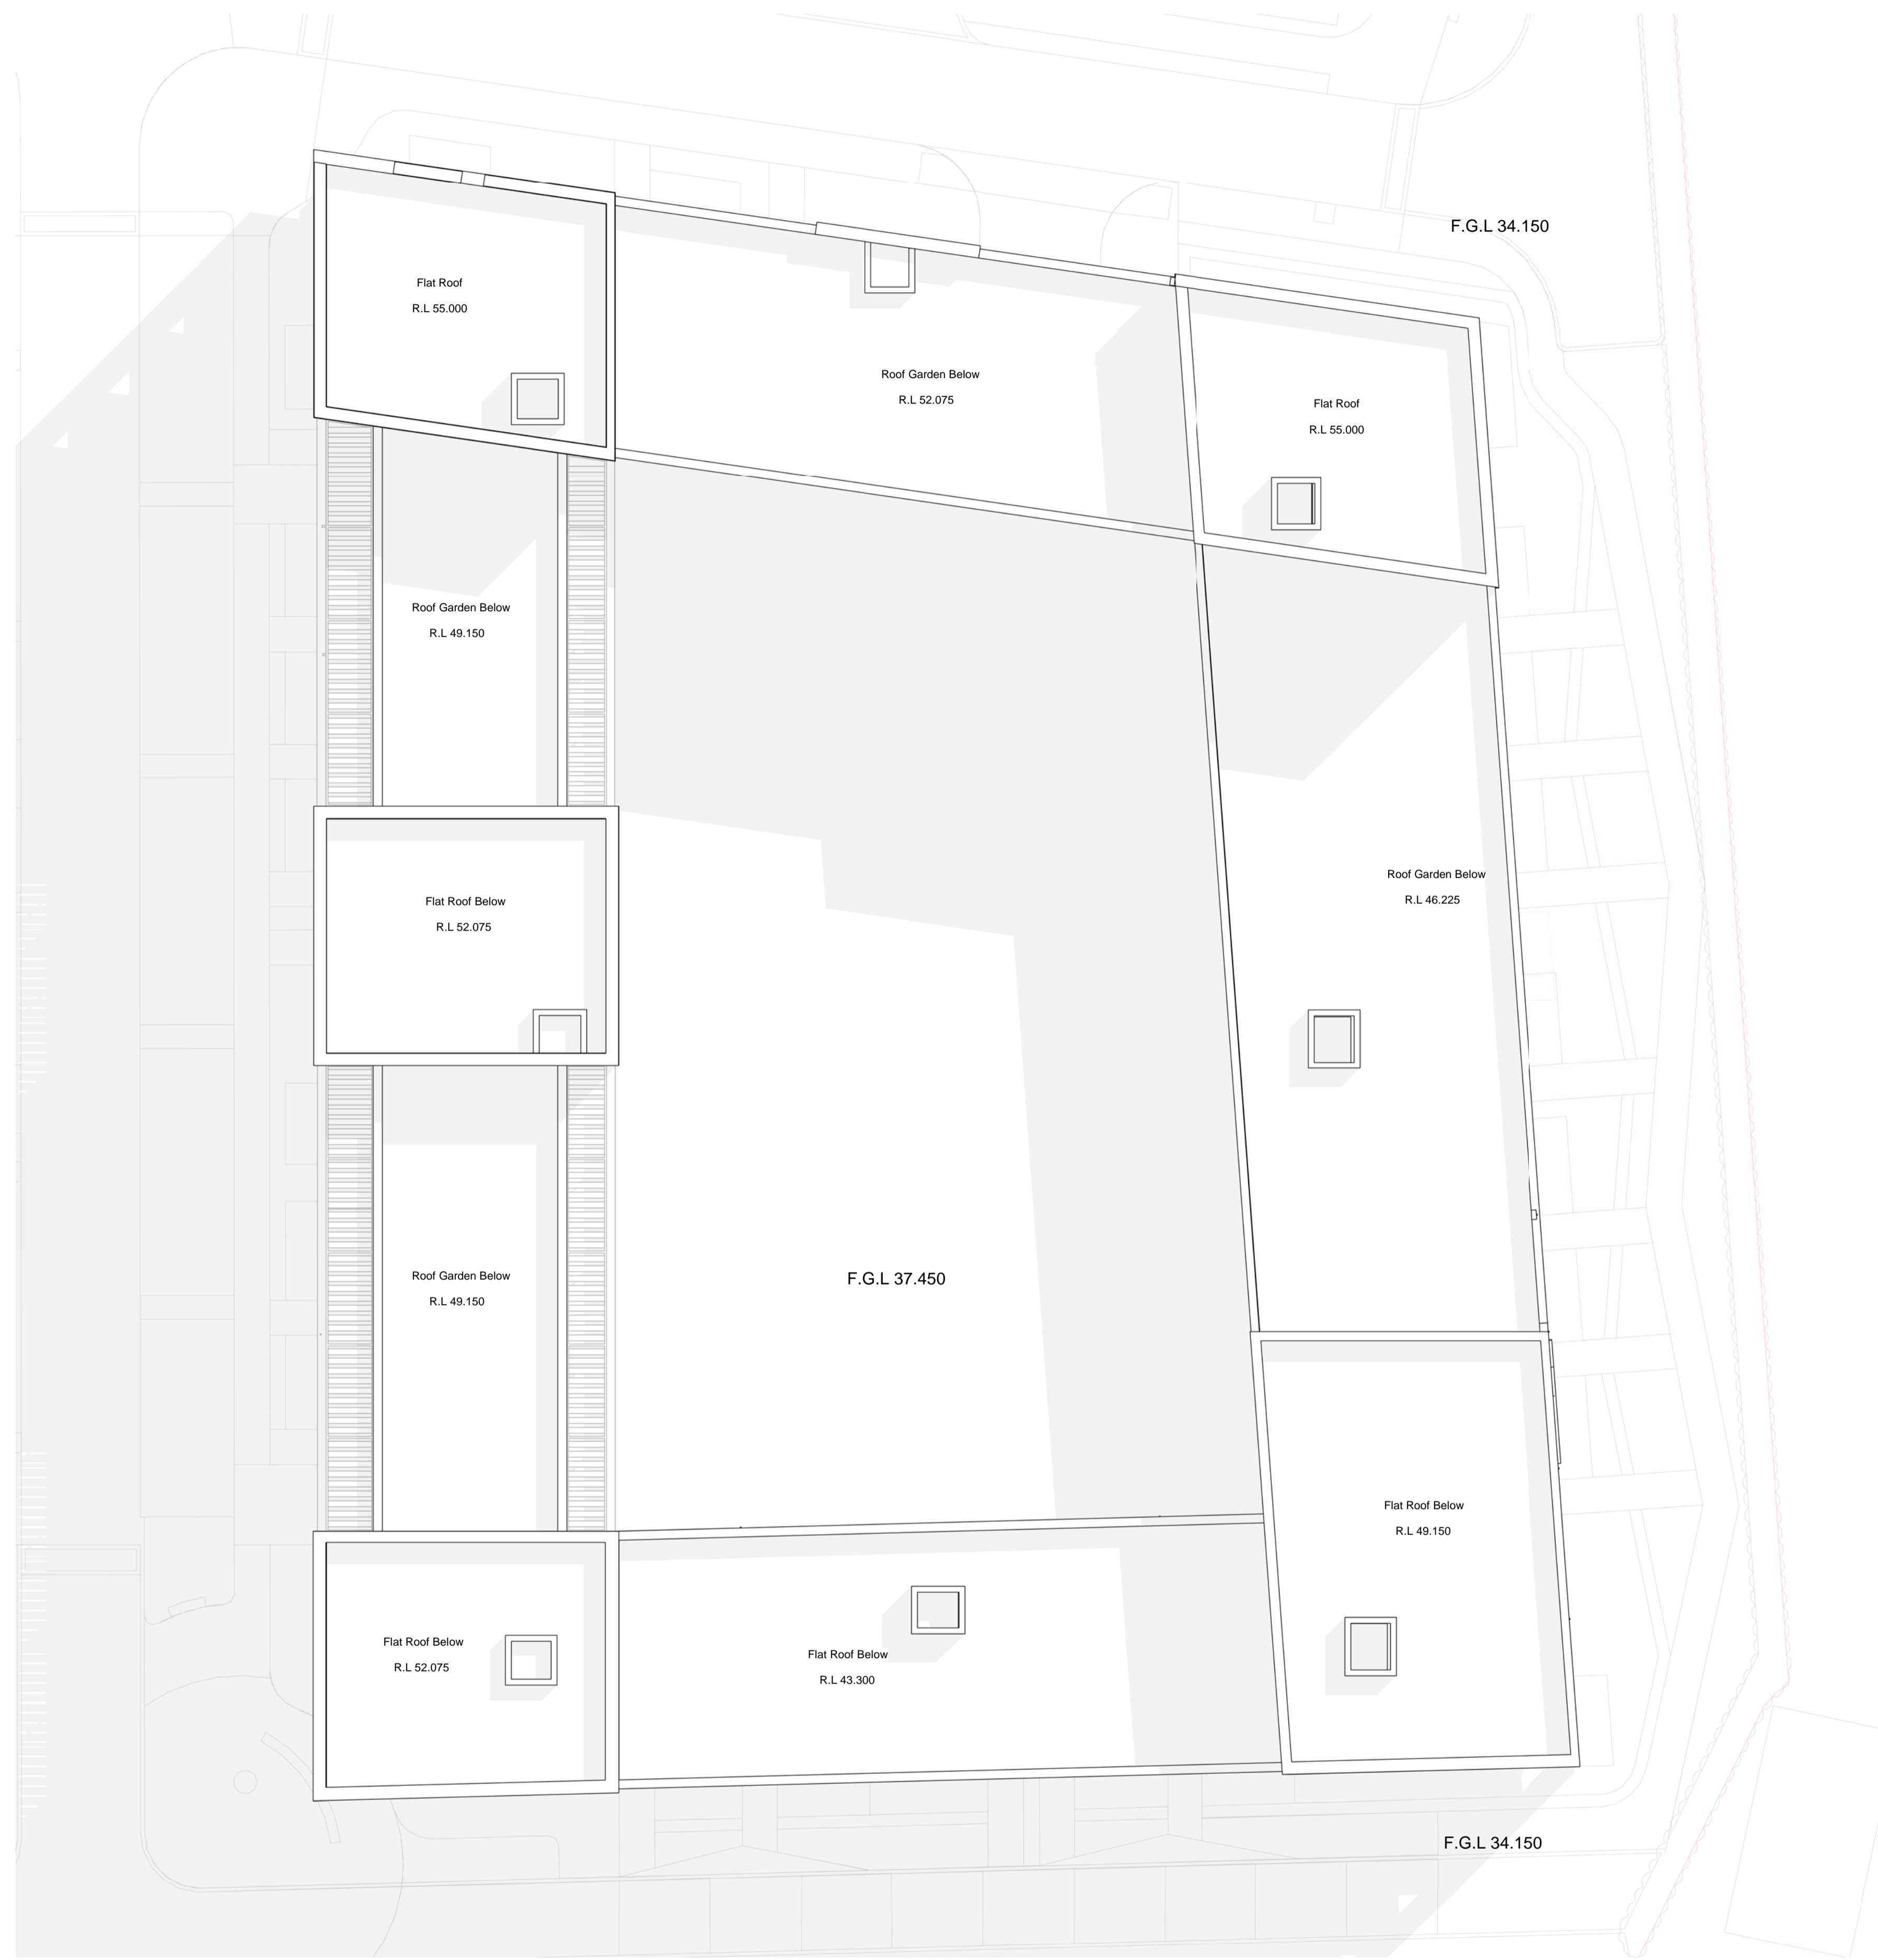 F.G.L 34.150
Flat Roof
R.L 55.000
Roof Garden Below
R.L 52.075
Flat Roof
R.L 55.000
Roof Garden Below
R.L 49.150
Roof Garden Below
R.L 46.225
Flat Roof Below
R.L 52.075
Roof Garden Below
R.L 49.150
F.G.L 37.450
Flat Roof Below
R.L 49.150
Flat Roof Below
R.L 52.075
Flat Roof Below
R.L 43.300
F.G.L 34.150